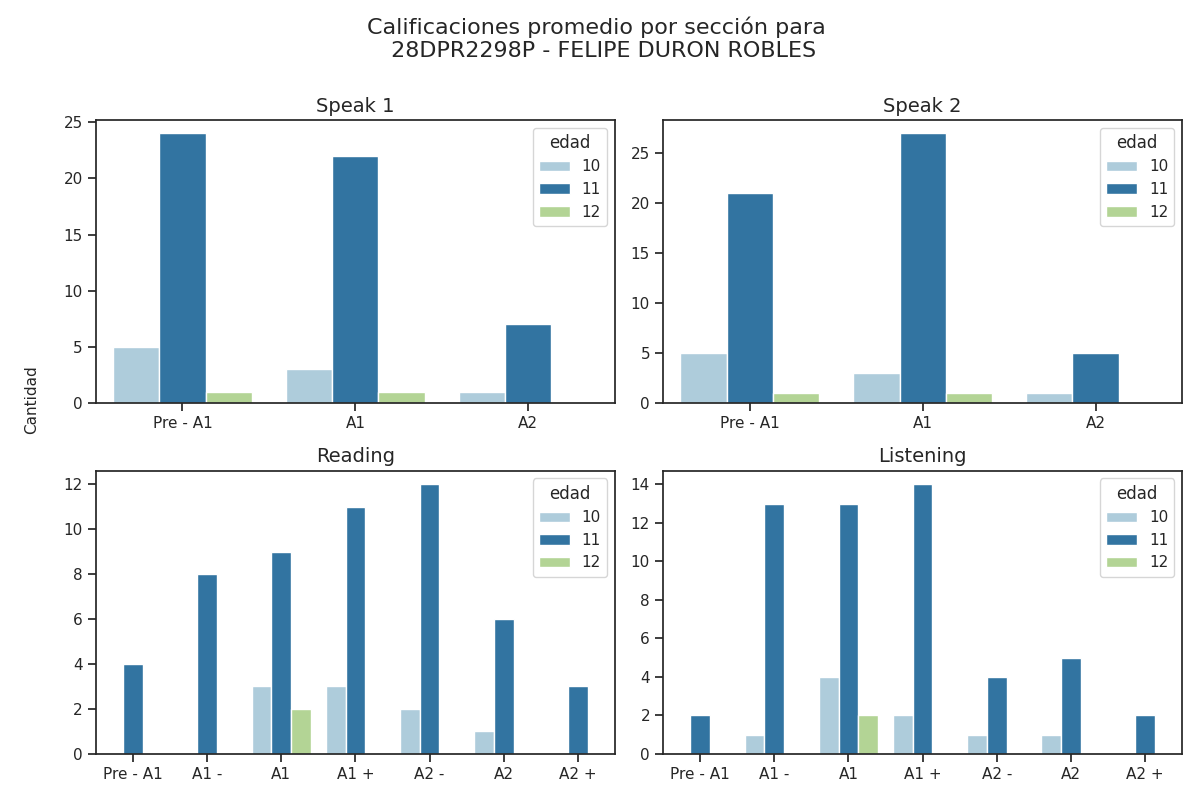 Calificaciones promedio por sección para
28DPR2298P - FELIPE DURON ROBLES
Cantidad
Speak 1
25
20
15
10
5
0
Pre - A1 A1 A2
edad
10
11
12
Speak 2
25
20
15
10
5
0
Pre - A1 A1 A2
edad
10
11
12
Reading
12
10
8
6
4
2
0
Pre - A1 A1 - A1 A1 + A2 - A2 A2 +
edad
10
11
12
Listening
14
12
10
8
6
4
2
0
Pre - A1 A1 - A1 A1 + A2 - A2 A2 +
edad
10
11
12